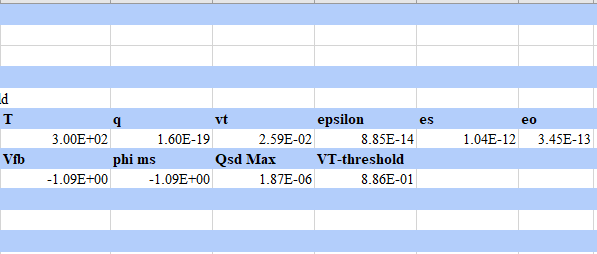 ld
T q vt epsilon es eo
3.00E+02 1.60E-19 2.59E-02 8.85E-14 1.04E-12 3.45E-13
Vfb phi ms Qsd Max VT-threshold
-1.09E+00 -1.09E+00 1.87E-06 8.86E-01